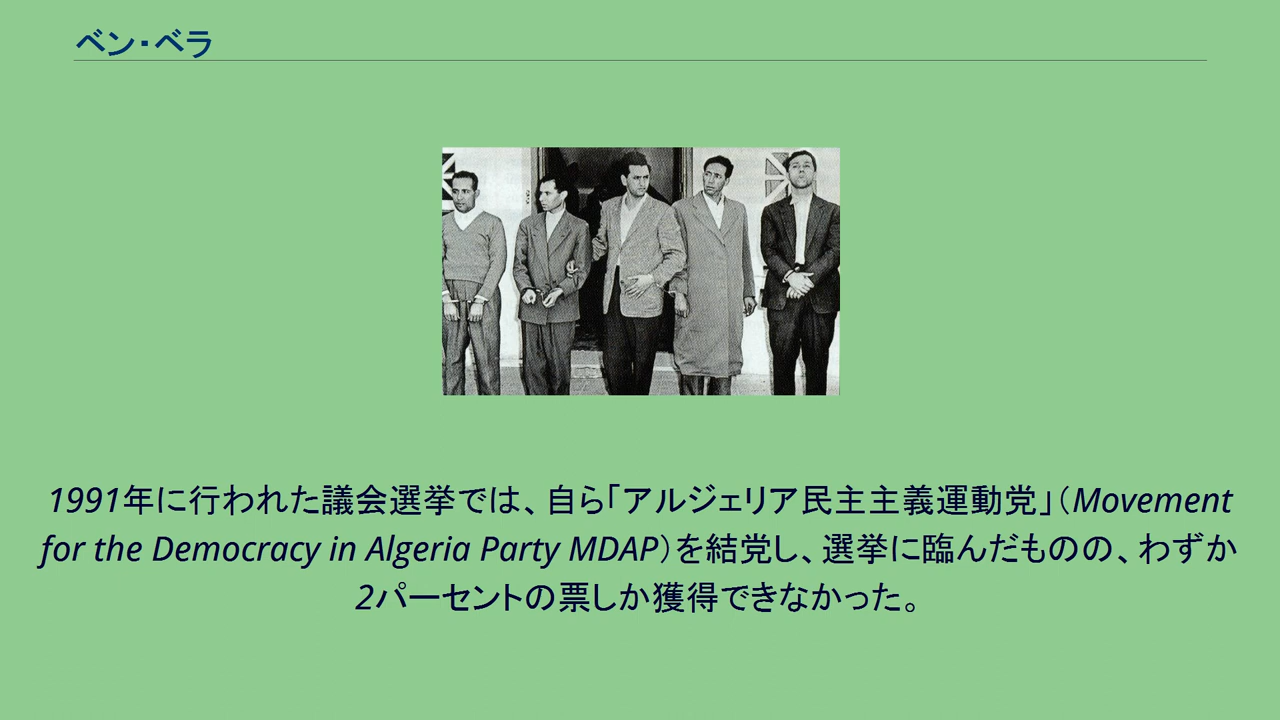 ベン・ベラ
1991年に行われた議会選挙では、自ら「アルジェリア民主主義運動党」（Movement
for the Democracy in Algeria Party MDAP）を結党し、選挙に臨んだものの、わずか
2パーセントの票しか獲得できなかった。